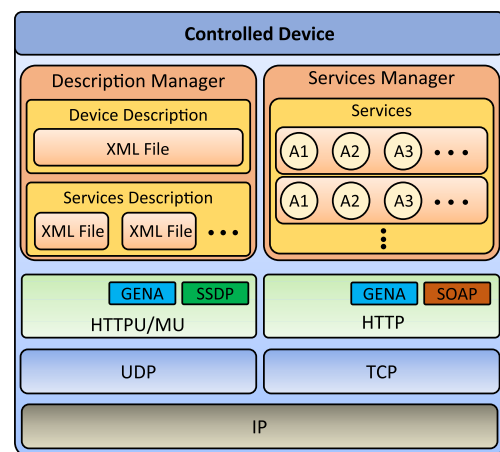 Controlled Device
Description Manager
Device Description
XML File
Services Description
XML File XML File • • •
Services Manager
Services
A1 A2 A3 • • •
A1 A2 A3 • • •
GENA SSDP
HTTPU/MU
GENA SOAP
HTTP
UDP
TCP
IP